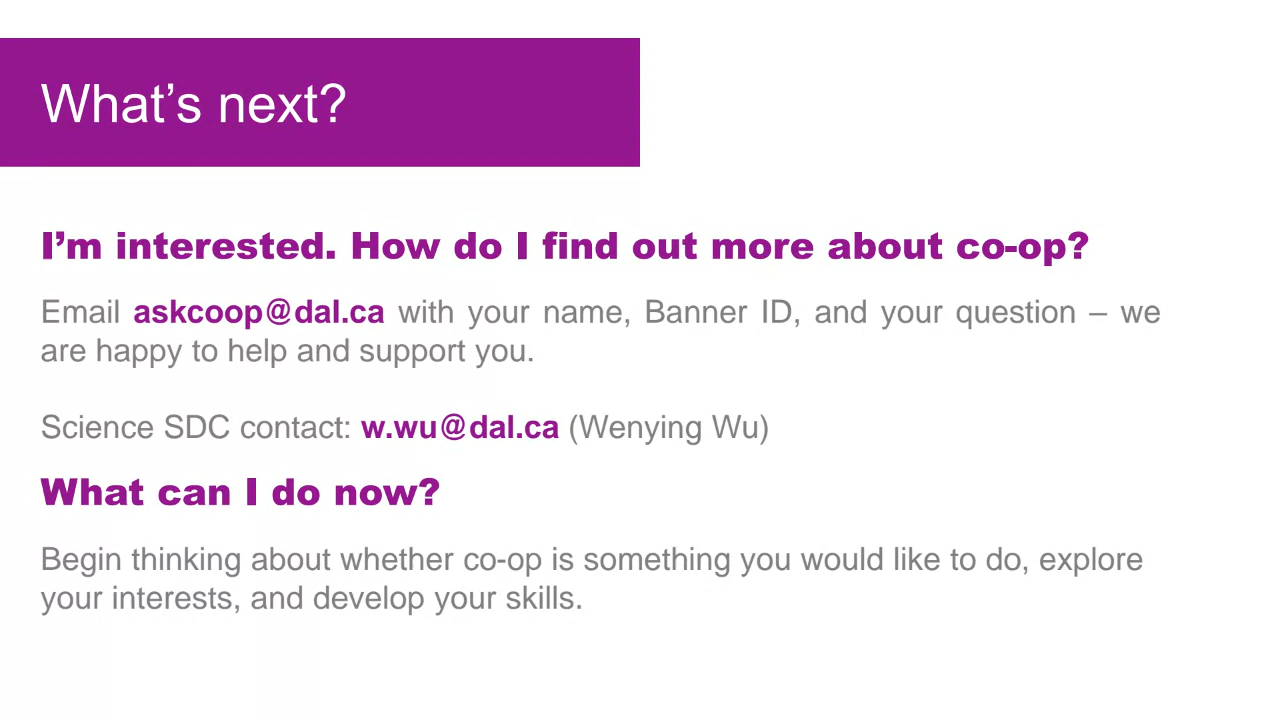 What’s next?
I’m interested. How do I find out more about co-op?
Email askcoop@dal.ca with your name, Banner ID, and your question – we
are happy to help and support you.
Science SDC contact: w.wu@dal.ca (Wenying Wu)
What can I do now?
Begin thinking about whether co-op is something you would like to do, explore
your interests, and develop your skills.